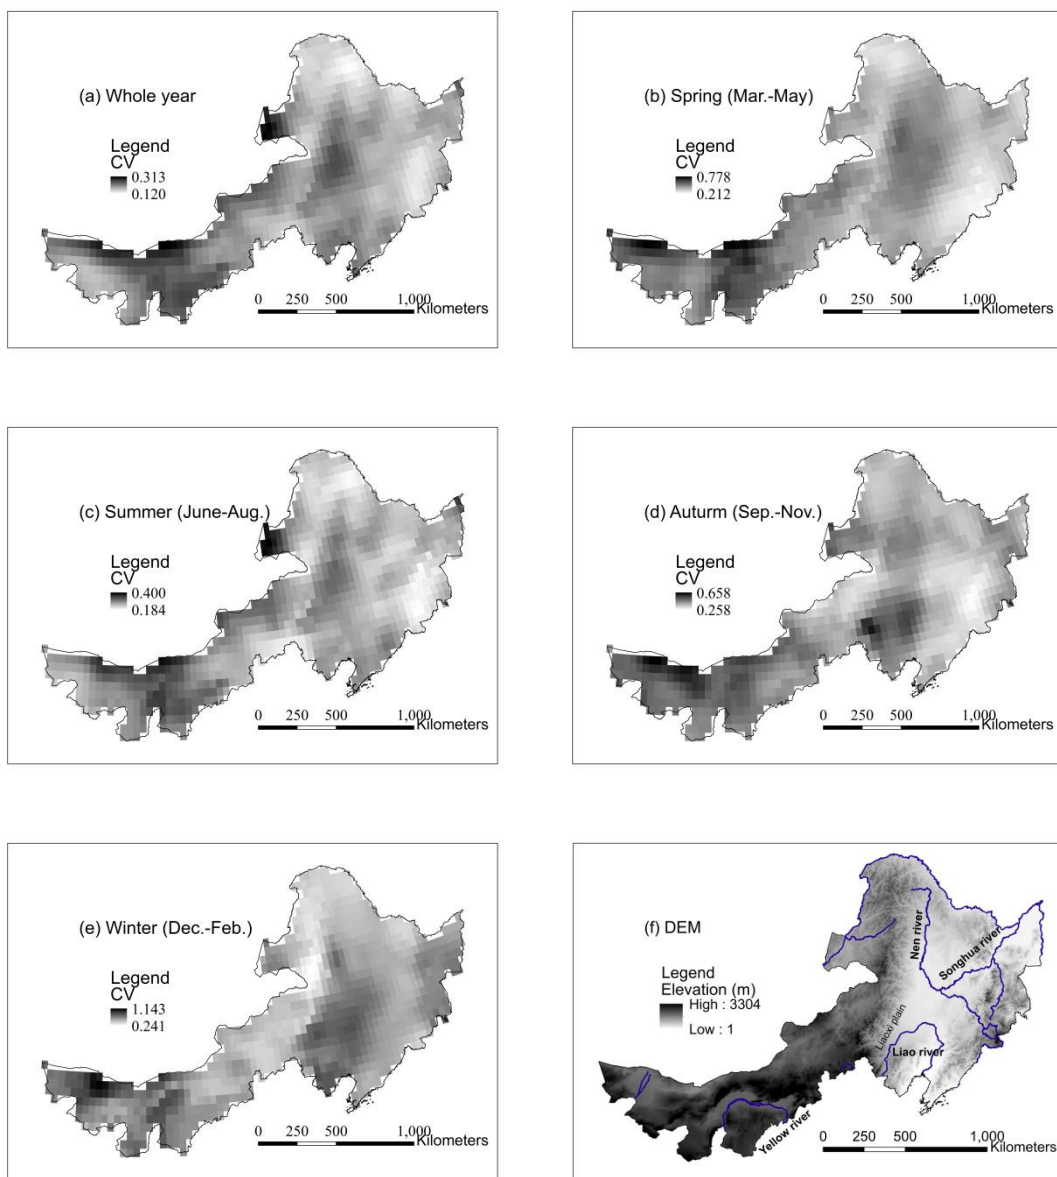 (a) Whole year
Legend
CV
0.313
0.120
0 250 500 1,000
Kilometers
(b) Spring (Mar.-May)
Legend
CV
0.778
0.212
0 250 500 1,000
Kilometers
(c) Summer (June-Aug.)
Legend
CV
0.400
0.184
0 250 500 1,000
Kilometers
(d) Auturm (Sep.-Nov.)
Legend
CV
0.658
0.258
0 250 500 1,000
Kilometers
(e) Winter (Dec.-Feb.)
Legend
CV
1.143
0.241
0 250 500 1,000
Kilometers
(f) DEM
Legend
Elevation (m)
High : 3304
Low : 1
Nen river
Songhua river
Liaoxi plain
Liao river
Yellow river
0 250 500 1,000
Kilometers